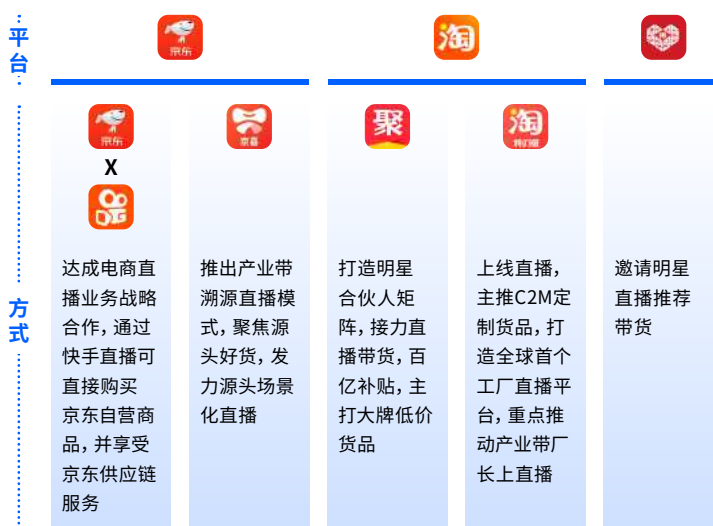 平台
京东
淘
京东
X
京喜
聚
淘
方式
达成电商直
播业务战略
合作，通过
快手直播可
直接购买
京东自营商
品，并享受
京东供应链
服务
推出产业带
溯源直播模
式，聚焦源
头好货，发
力源头场景
化直播
打造明星
合伙人矩
阵，接力直
播带货，百
亿补贴，主
打大牌低价
货品
上线直播，
主推C2M定
制货品，打
造全球首个
工厂直播平
台，重点推
动产业带厂
长上直播
邀请明星
直播推荐
带货